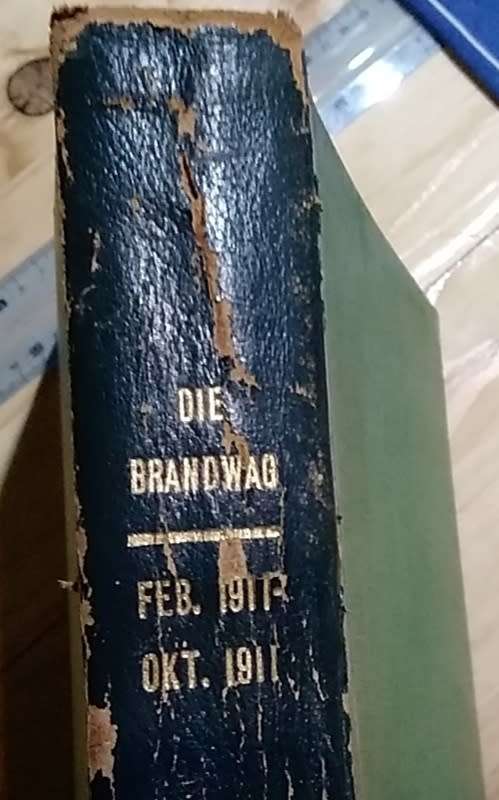 DIE
BRANDWAG
FEB. 1911-
OKT. 1911